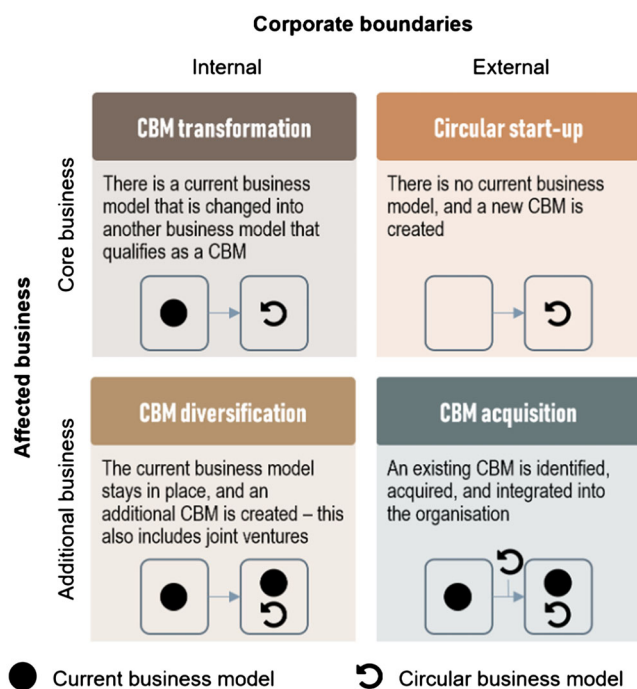 Corporate boundaries
Internal
External
Affected business
Core business
CBM transformation
There is a current business
model that is changed into
another business model that
qualifies as a CBM
Circular start-up
There is no current business
model, and a new CBM is
created
Additional business
CBM diversification
The current business model
stays in place, and an
additional CBM is created – this
also includes joint ventures
CBM acquisition
An existing CBM is identified,
acquired, and integrated into
the organisation
Current business model
Circular business model